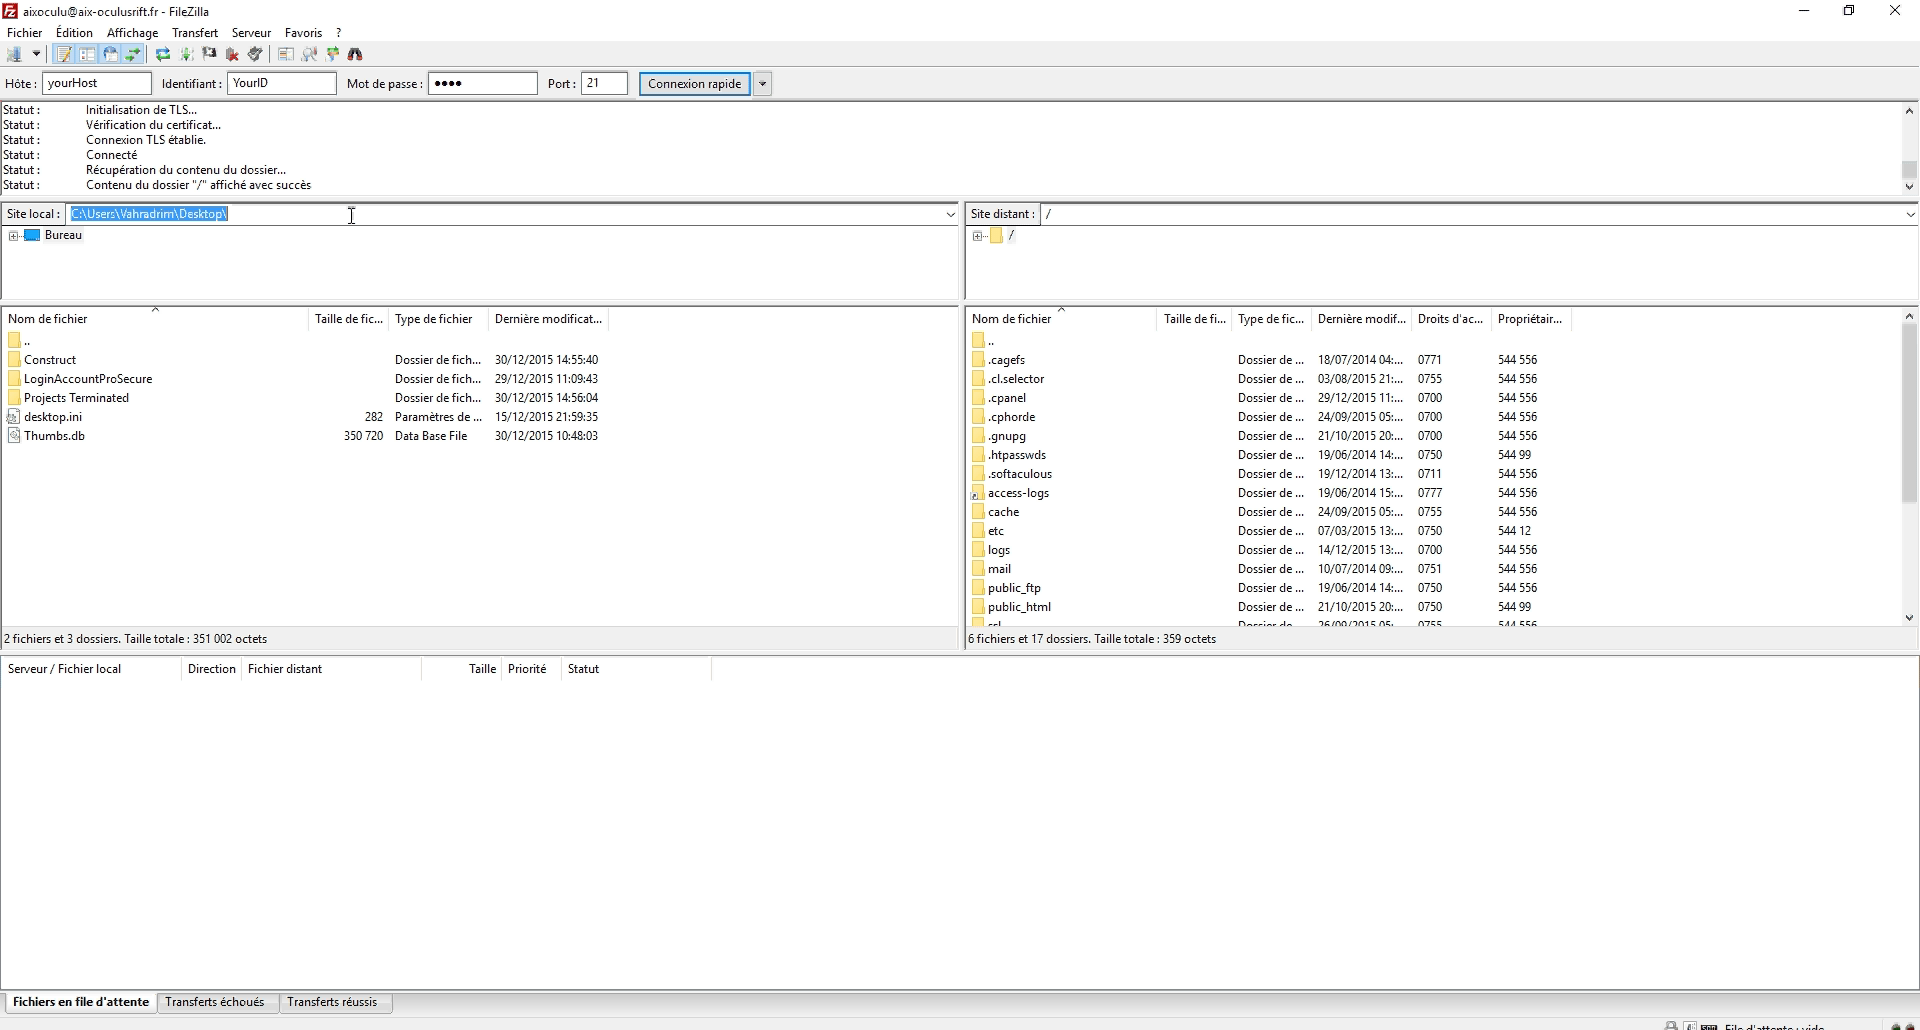 aixoculu@aix-oculusrift.fr - FileZilla
Fichier Édition Affichage Transfert Serveur Favoris ?
Hôte : yourHost Identifiant : YourID Mot de passe : •••• Port : 21 Connexion rapide
Statut : Initialisation de TLS...
Statut : Vérification du certificat...
Statut : Connexion TLS établie.
Statut : Connecté
Statut : Récupération du contenu du dossier...
Statut : Contenu du dossier "/" affiché avec succès
Site local : C:\Users\Vahradrim\Desktop\
Bureau
Nom de fichier Taille de fic... Type de fichier Dernière modificat...
..
Construct Dossier de fich... 30/12/2015 14:55:40
LoginAccountProSecure Dossier de fich... 29/12/2015 11:09:43
Projects Terminated Dossier de fich... 30/12/2015 14:56:04
desktop.ini 282 Paramètres de ... 15/12/2015 21:59:35
Thumbs.db 350 720 Data Base File 30/12/2015 10:48:03
2 fichiers et 3 dossiers. Taille totale : 351 002 octets
Site distant : /
/
Nom de fichier Taille de fi... Type de fic... Dernière modif... Droits d'ac... Propriétair...
..
.cagefs Dossier de ... 18/07/2014 04:... 0771 544 556
.cl.selector Dossier de ... 03/08/2015 21:... 0755 544 556
.cpanel Dossier de ... 29/12/2015 11:... 0700 544 556
.cphorde Dossier de ... 24/09/2015 05:... 0700 544 556
.gnupg Dossier de ... 21/10/2015 20:... 0700 544 556
.htpasswds Dossier de ... 19/06/2014 14:... 0750 544 99
.softaculous Dossier de ... 19/12/2014 13:... 0711 544 556
access-logs Dossier de ... 19/06/2014 15:... 0777 544 556
cache Dossier de ... 24/09/2015 05:... 0755 544 556
etc Dossier de ... 07/03/2015 13:... 0750 544 12
logs Dossier de ... 14/12/2015 13:... 0700 544 556
mail Dossier de ... 10/07/2014 09:... 0751 544 556
public_ftp Dossier de ... 19/06/2014 14:... 0750 544 556
public_html Dossier de ... 21/10/2015 20:... 0750 544 99
ssl Dossier de ... 26/09/2015 05:... 0755 544 556
6 fichiers et 17 dossiers. Taille totale : 359 octets
Serveur / Fichier local Direction Fichier distant Taille Priorité Statut
Fichiers en file d'attente Transferts échoués Transferts réussis
File d'attente : vide